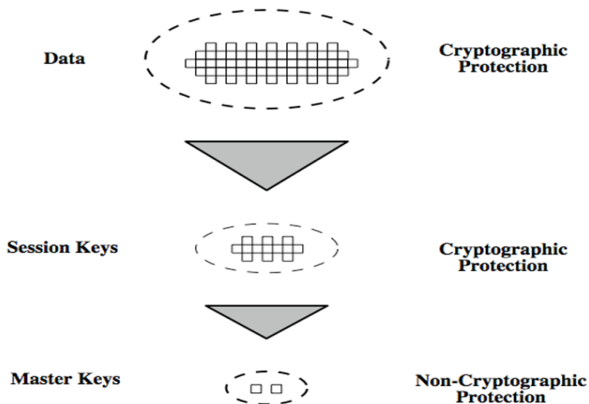 Data
Cryptographic
Protection
Session Keys
Cryptographic
Protection
Master Keys
Non-Cryptographic
Protection